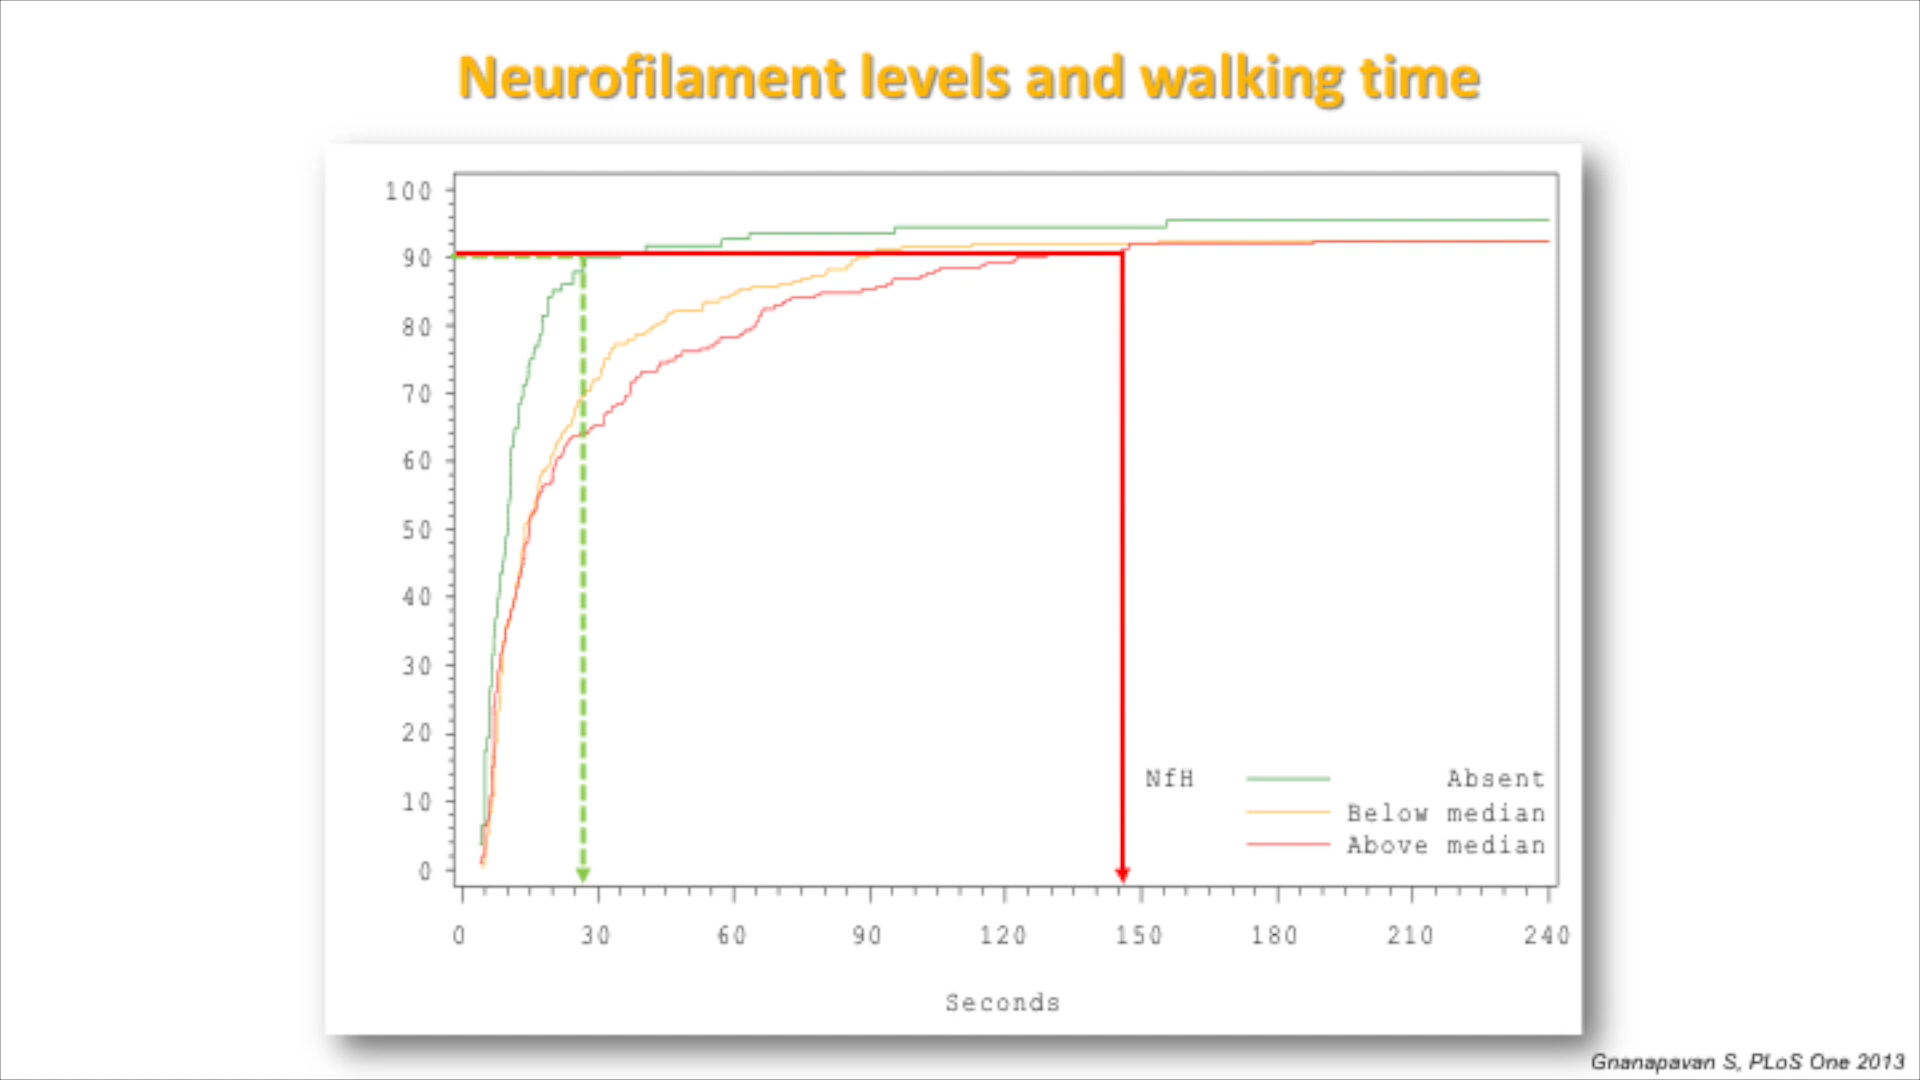 Neurofilament levels and walking time
100
90
80
70
60
50
40
30
20
10
0
NfH Absent
Below median
Above median
0 30 60 90 120 150 180 210 240
Seconds
Gnanapavan S, PLoS One 2013